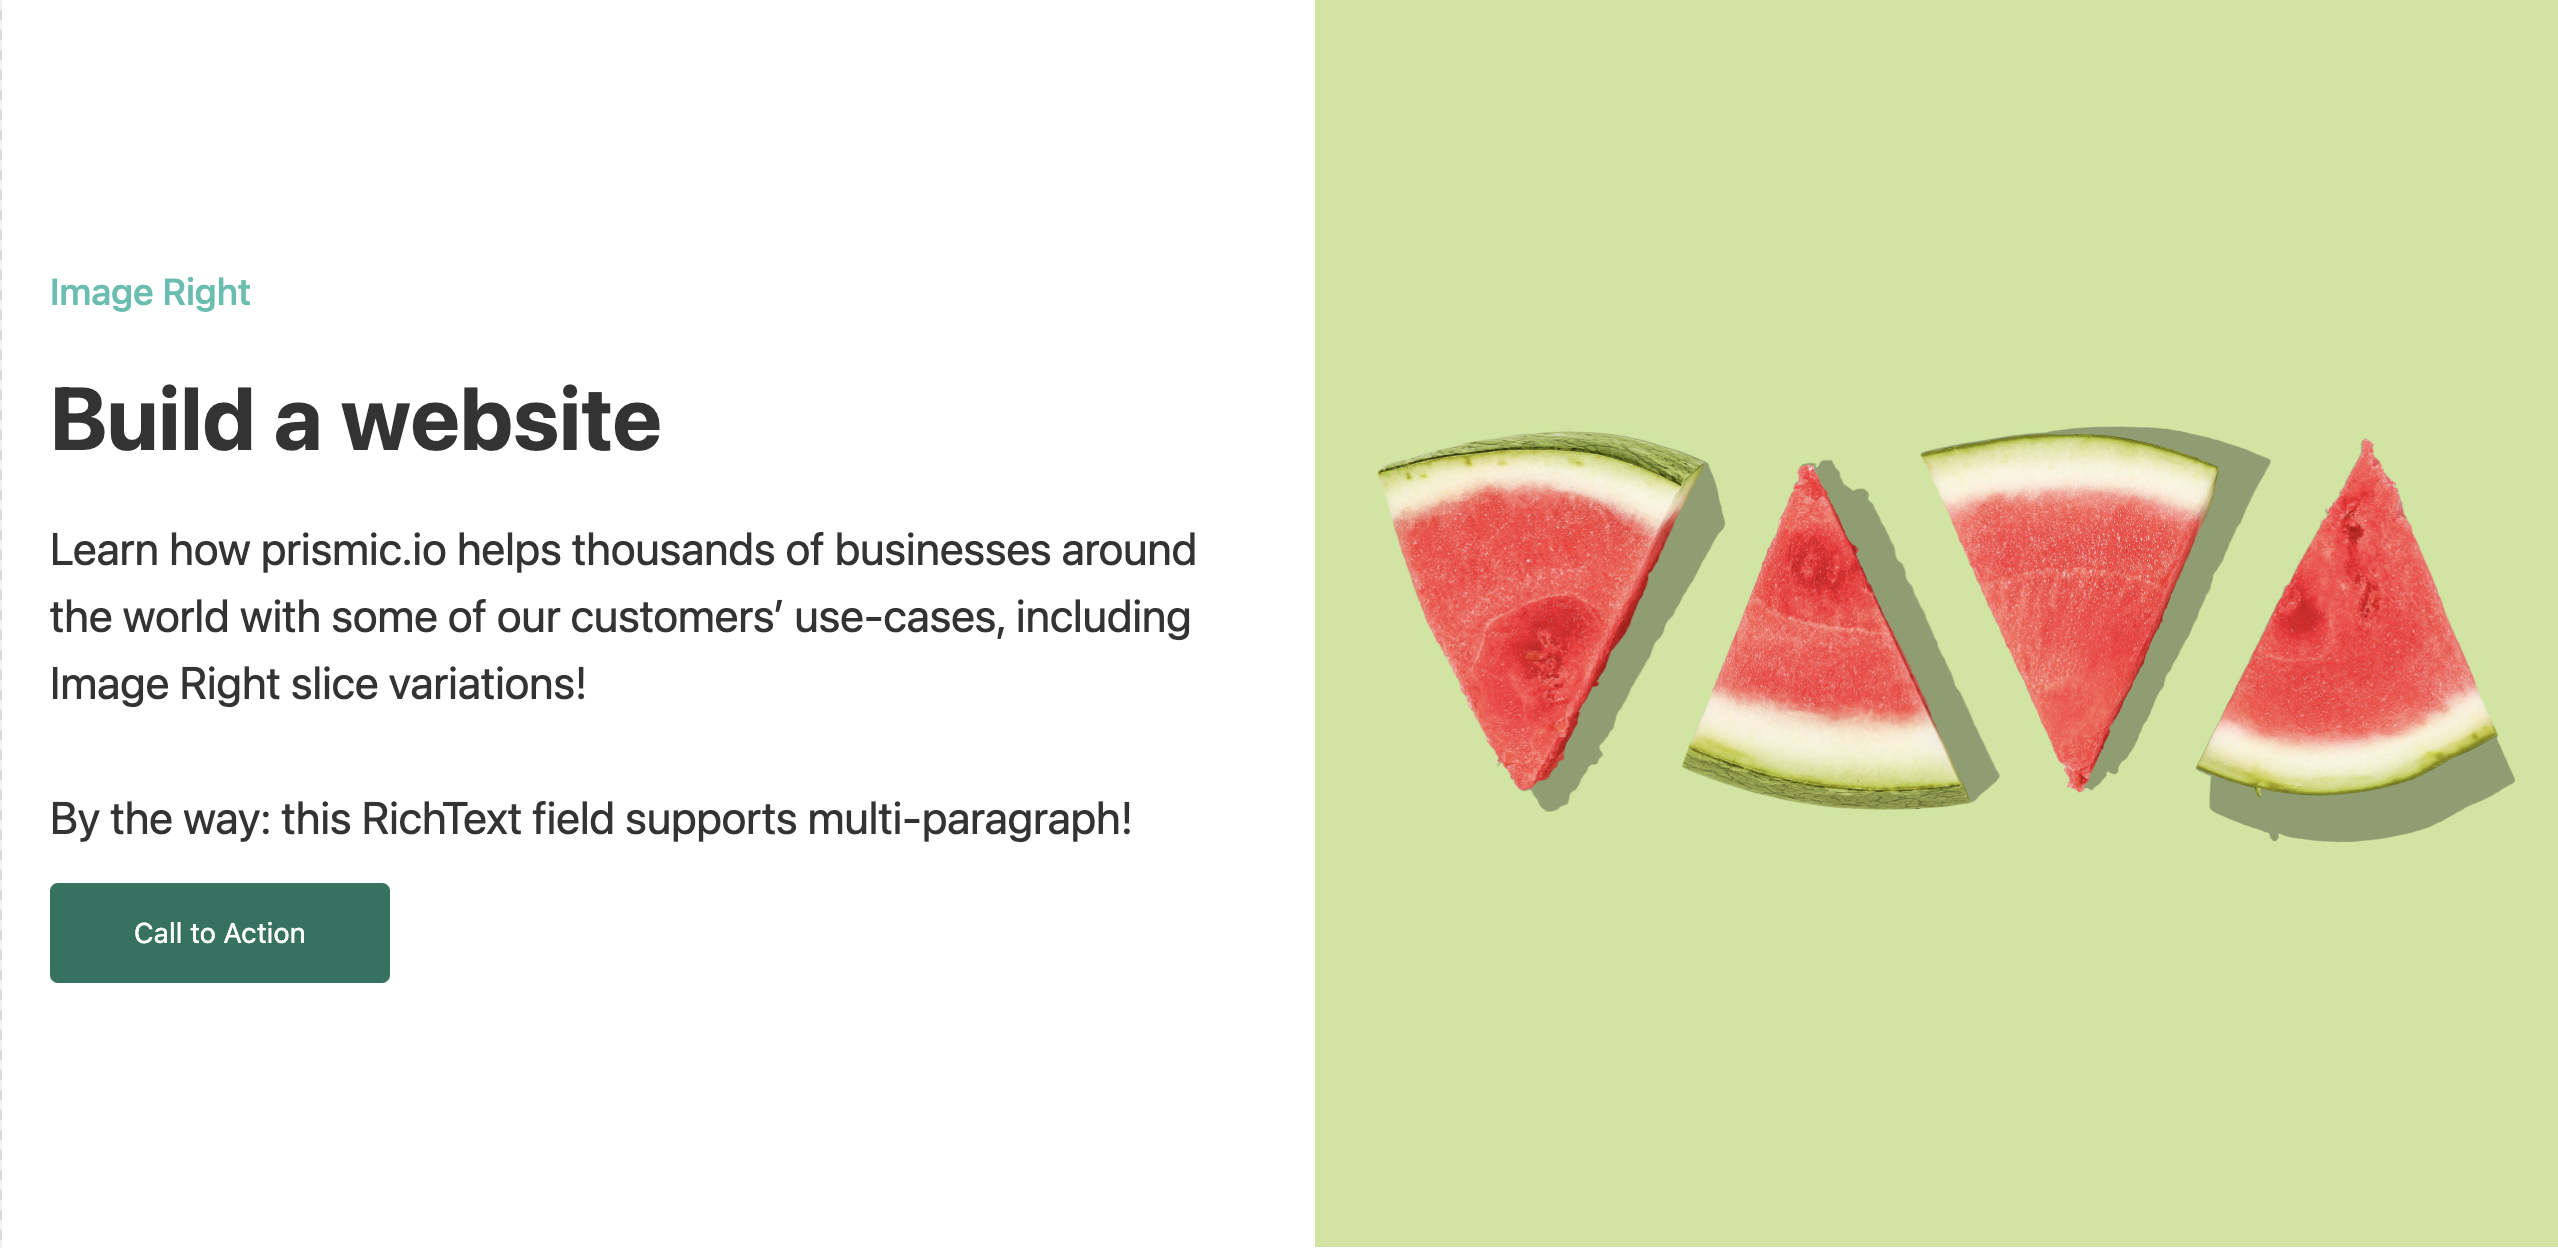 Image Right
Build a website
Learn how prismic.io helps thousands of businesses around
the world with some of our customers’ use-cases, including
Image Right slice variations!
By the way: this RichText field supports multi-paragraph!
Call to Action